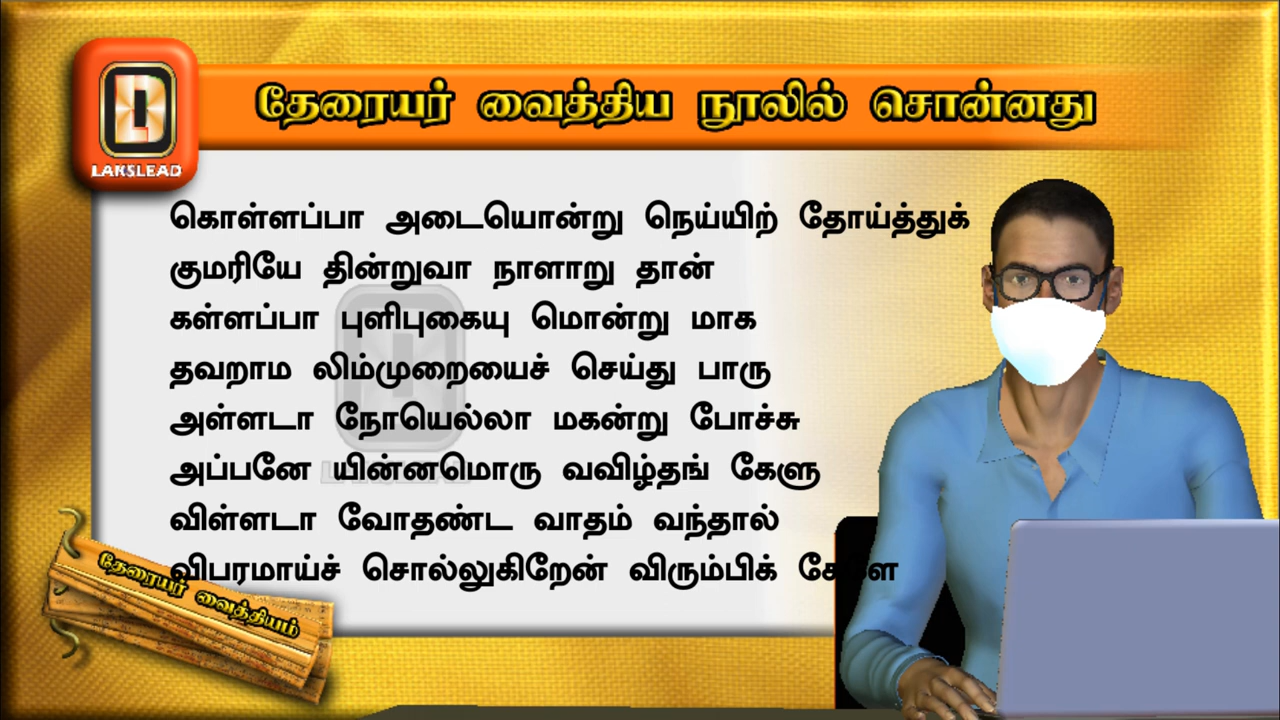 தேரையர் வைத்திய நூலில் சொன்னது
LAKSLEAD
கொள்ளப்பா அடையொன்று நெய்யிற் தோய்த்துக்
குமரியே தின்றுவா நாளாறு தான்
கள்ளப்பா புளிபுகையு மொன்று மாக
தவறாம லிம்முறையைச் செய்து பாரு
அள்ளடா நோயெல்லா மகன்று போச்சு
அப்பனே யின்னமொரு வவிழ்தங் கேளு
விள்ளடா வோதண்ட வாதம் வந்தால்
விபரமாய்ச் சொல்லுகிறேன் விரும்பிக்
தேரையர் வைத்தியம்